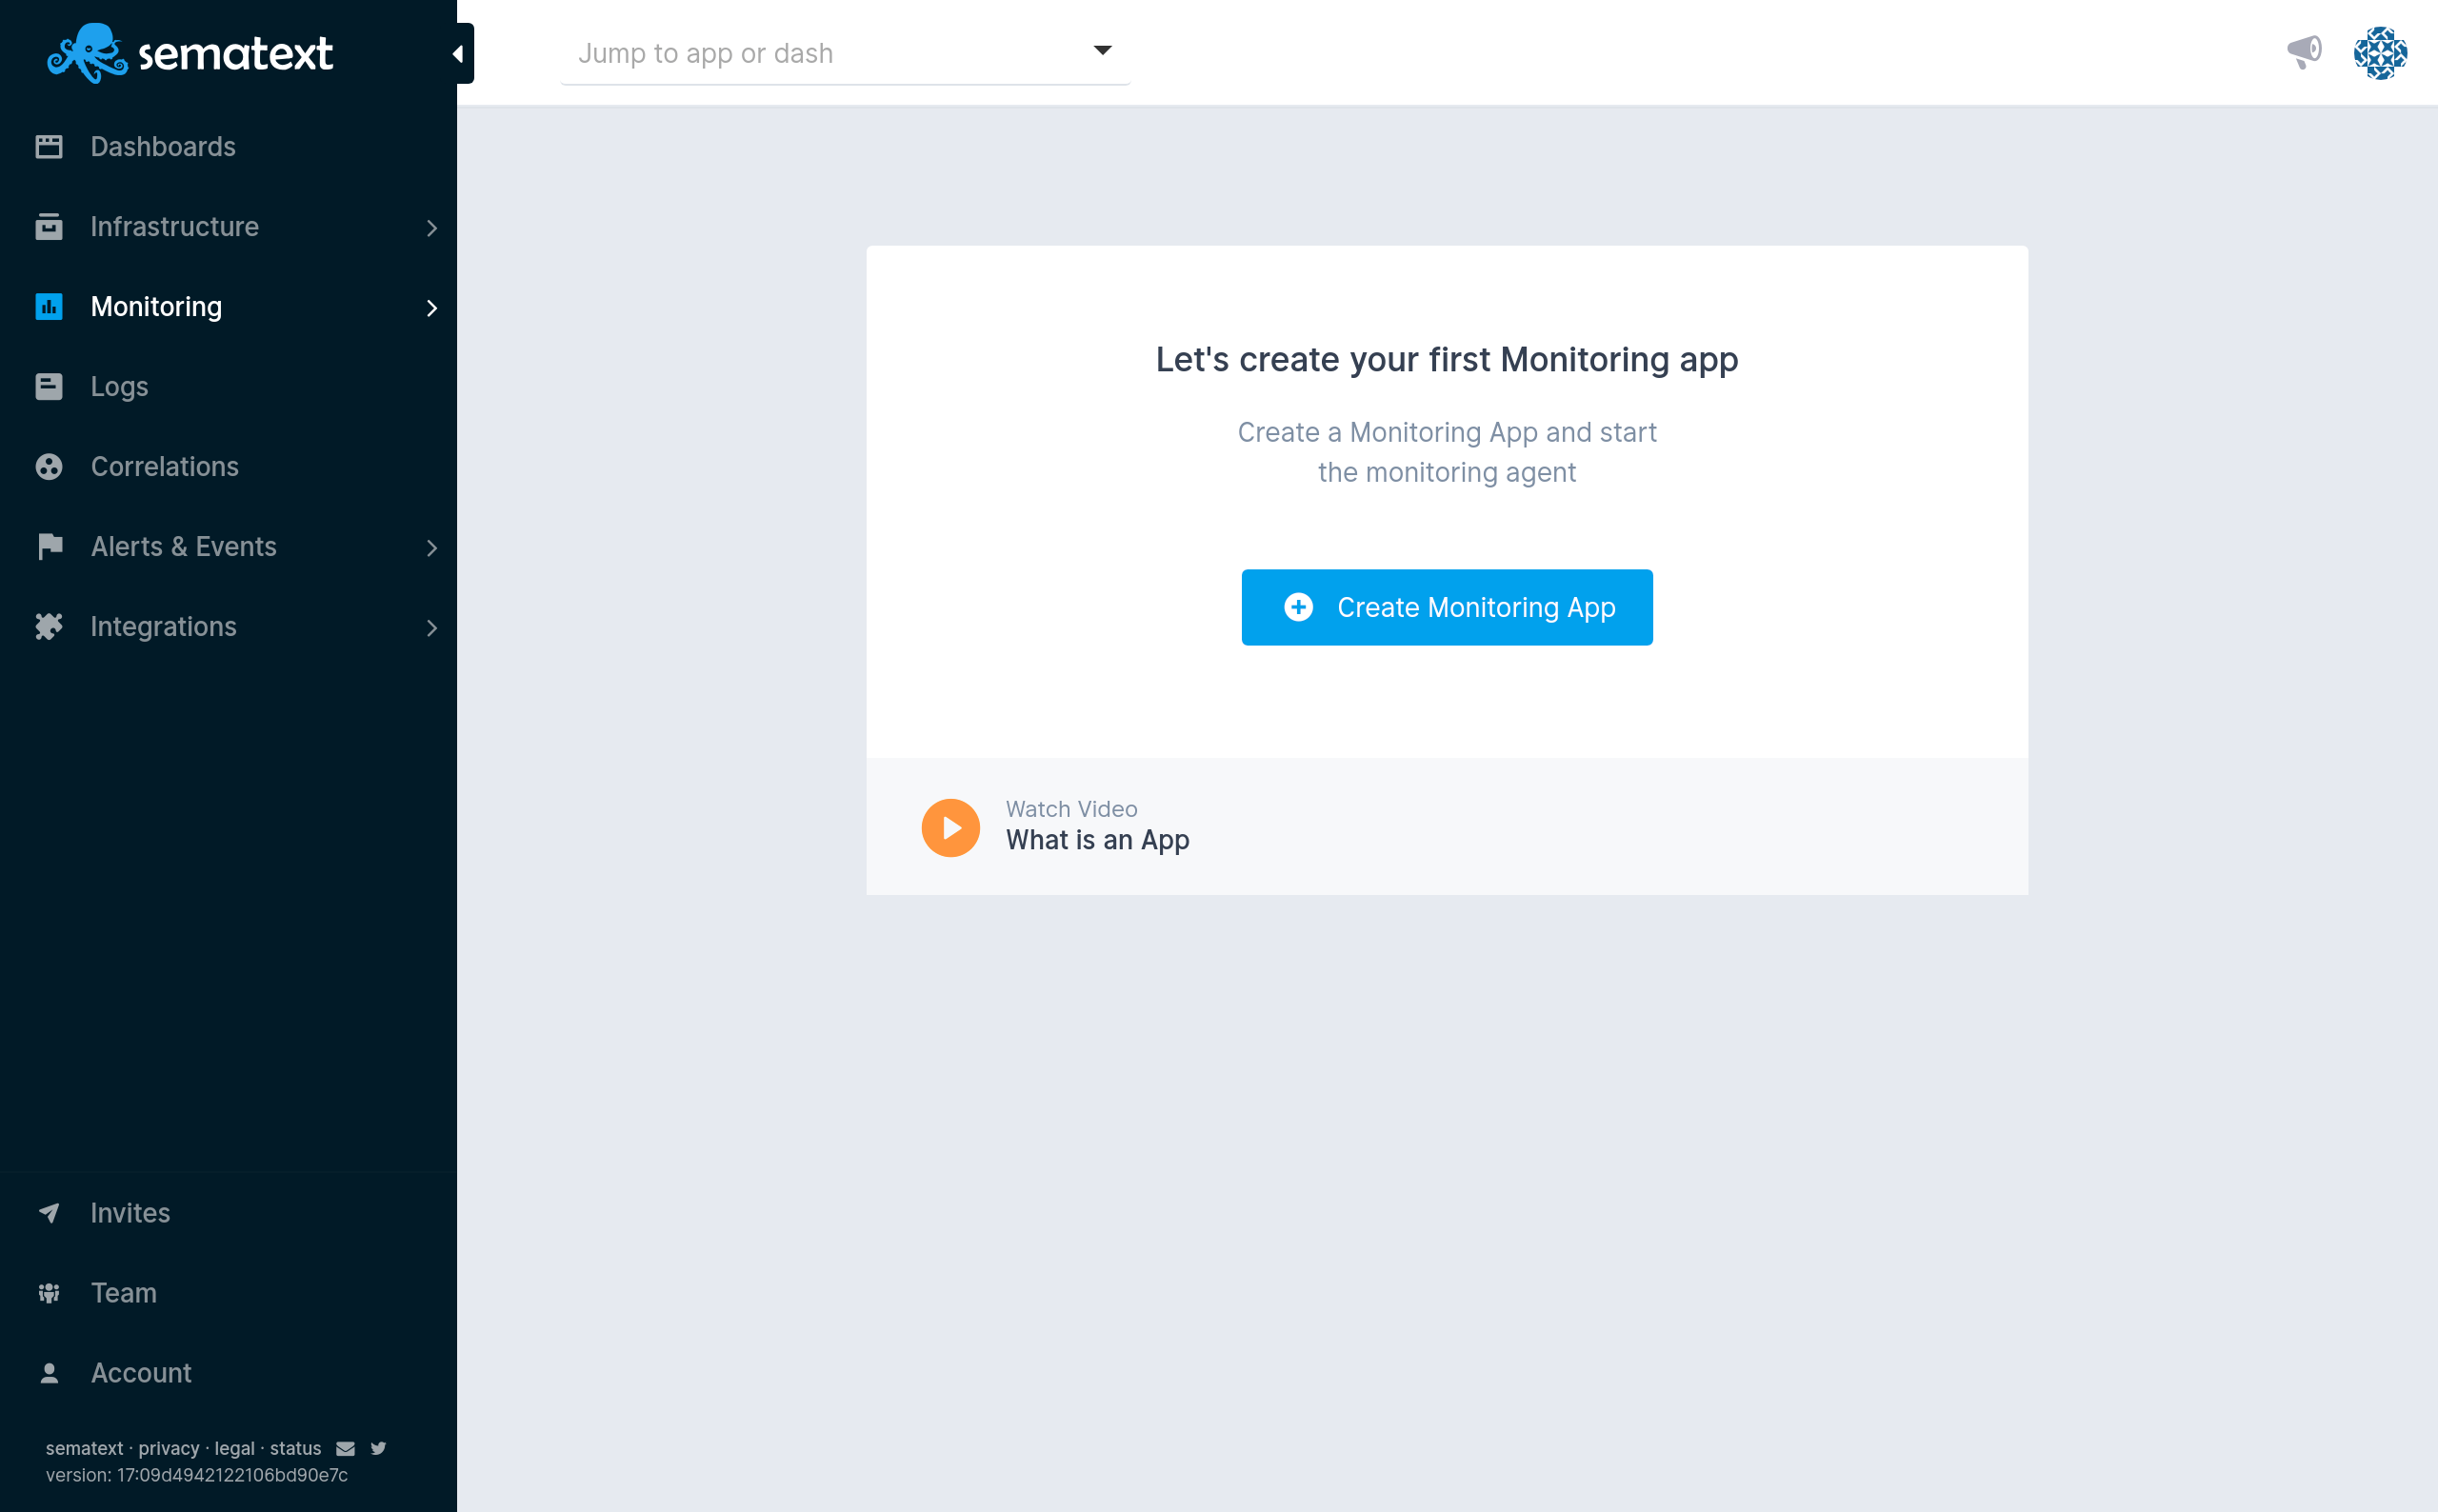 sematext
Jump to app or dash
Dashboards
Infrastructure
Monitoring
Logs
Correlations
Alerts & Events
Integrations
Let's create your first Monitoring app
Create a Monitoring App and start
the monitoring agent
Create Monitoring App
Watch Video
What is an App
Invites
Team
Account
sematext · privacy · legal · status
version: 17:09d4942122106bd90e7c